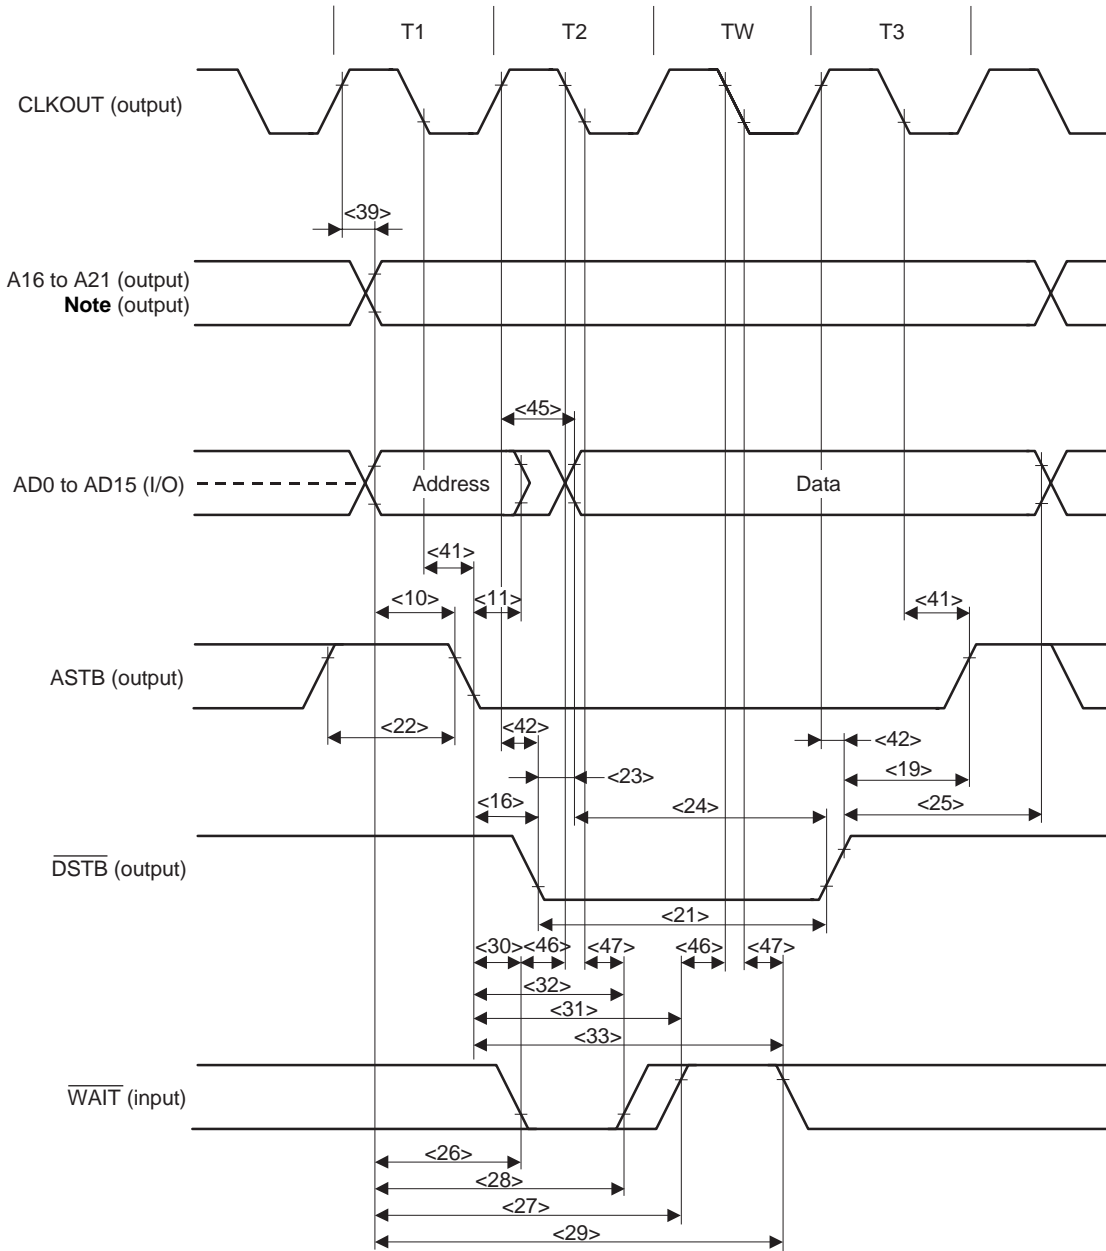 T1 T2 TW T3
CLKOUT (output)
<39>
A16 to A21 (output)
Note (output)
<45>
AD0 to AD15 (I/O) Address Data
<41>
<10> <11> <41>
ASTB (output)
<22> <42> <42>
<23> <19>
<16> <24> <25>
DSTB (output)
<21>
<30> <46> <47> <46> <47>
<32>
<31>
<33>
WAIT (input)
<26>
<28>
<27>
<29>